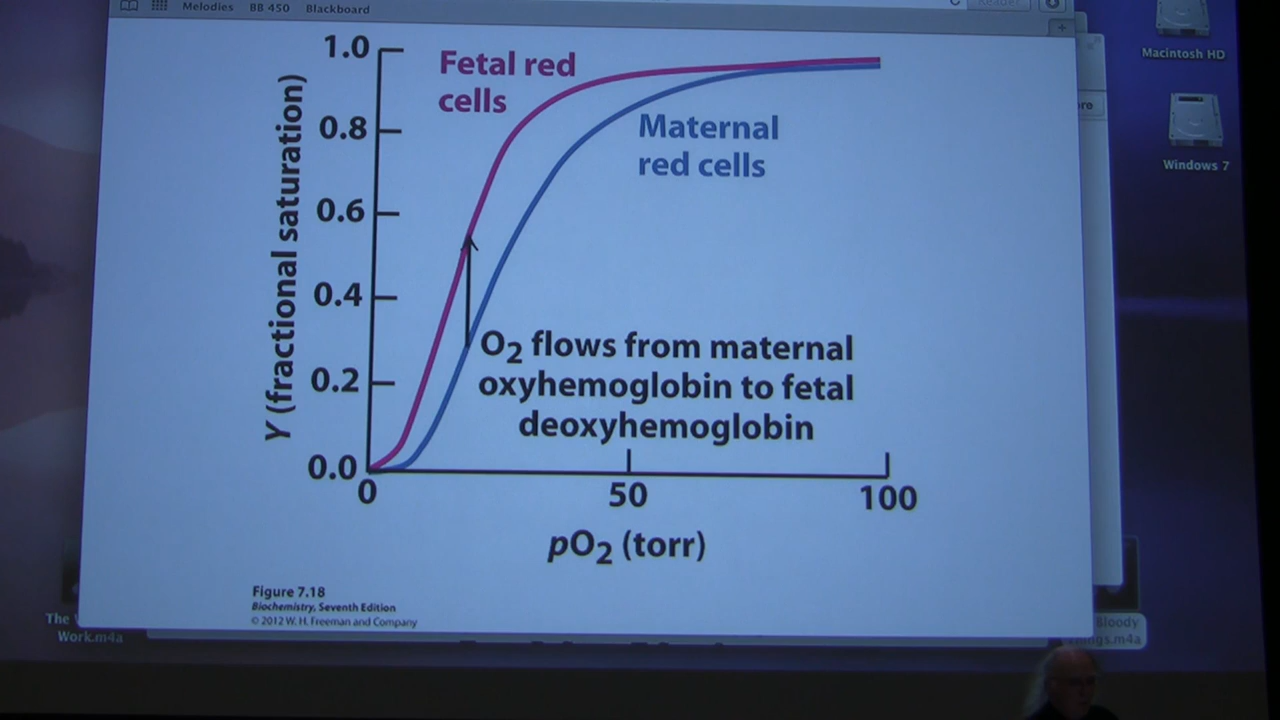 Melodies BB 450 Blackboard
Reader
Macintosh HD
Windows 7
1.0
0.8
0.6
0.4
0.2
0.0
Y (fractional saturation)
Fetal red
cells
Maternal
red cells
O₂ flows from maternal
oxyhemoglobin to fetal
deoxyhemoglobin
0 50 100
pO₂ (torr)
Figure 7.18
Biochemistry, Seventh Edition
© 2012 W. H. Freeman and Company
The
Work.m4a
Bloody